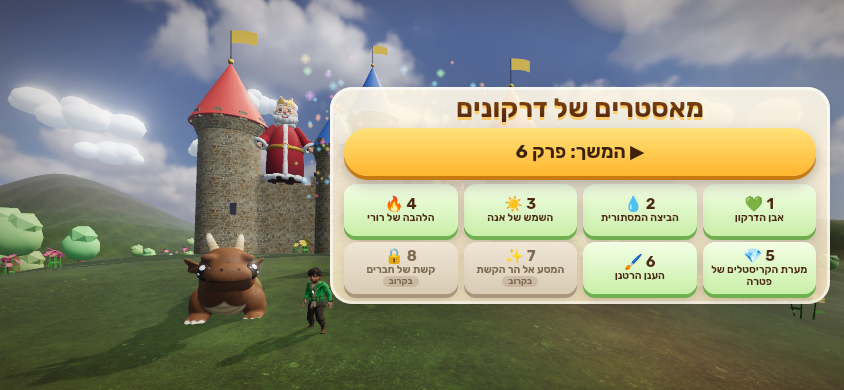 מאסטרים של דרקונים
▶ המשך: פרק 6
1 💚
אבן הדרקון
2 💧
הביצה המסתורית
3 ☀️
השמש של אנה
4 🔥
הלהבה של רורי
5 💎
מערת הקריסטלים של
פטרה
6 🖌️
הענן הרטנן
7 ✨
המסע אל הר הקשת
בקרוב
8 🔒
קשת של חברים
בקרוב